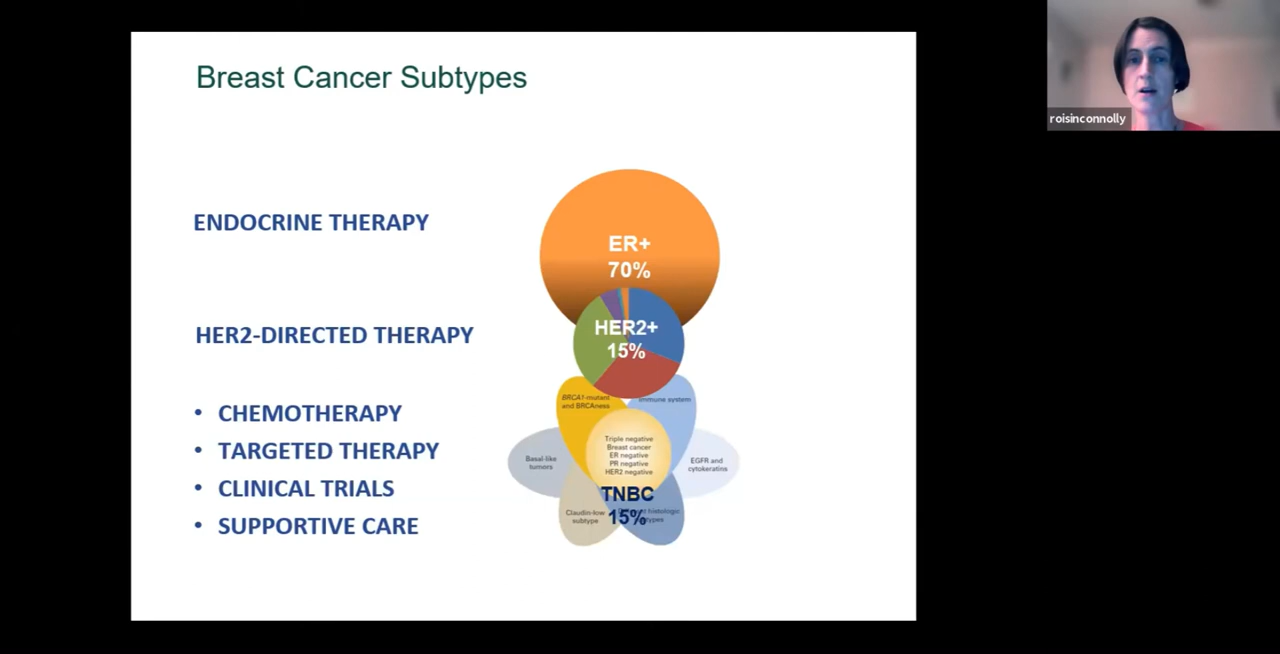 Breast Cancer Subtypes
roisinconnolly
ENDOCRINE THERAPY
ER+
70%
HER2-DIRECTED THERAPY
HER2+
15%
• CHEMOTHERAPY
• TARGETED THERAPY
• CLINICAL TRIALS
• SUPPORTIVE CARE
BRCA1-mutant
and BRCAness
Immune system
Triple negative
Breast cancer
ER negative
PR negative
HER2 negative
Basal-like
tumors
EGFR and
cytokeratins
TNBC
15%
Claudin-low
subtype
histologic